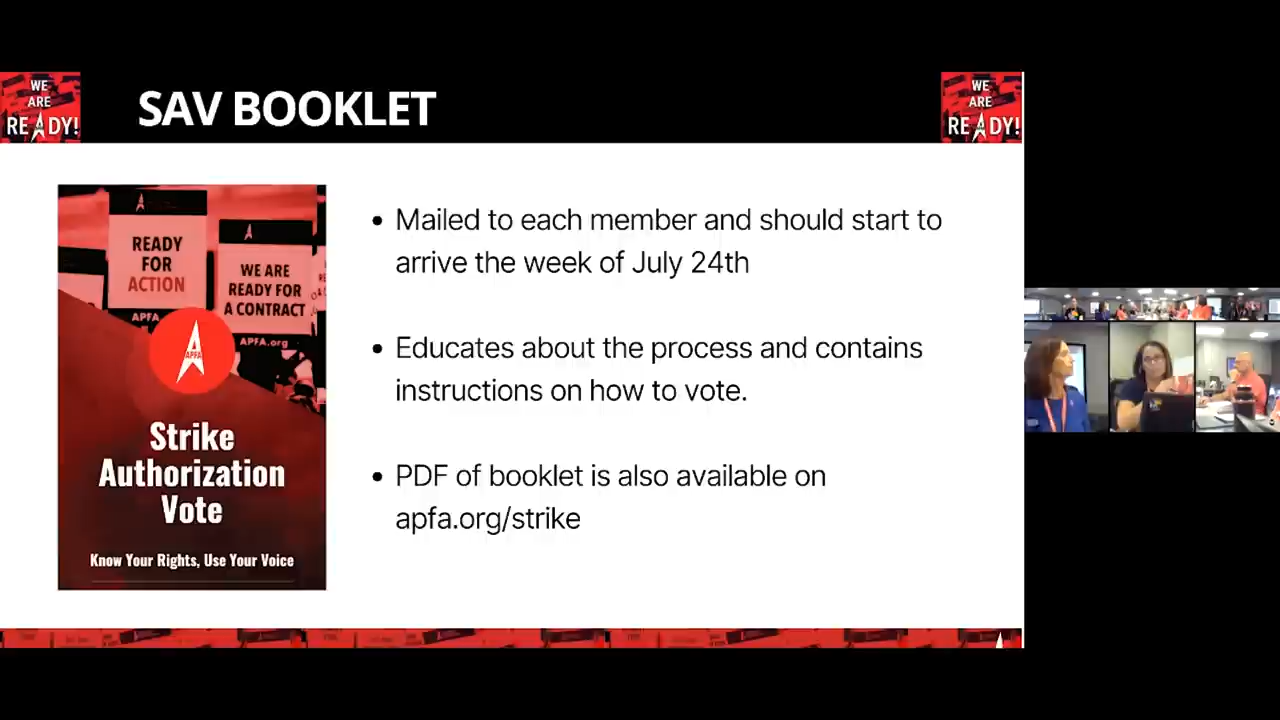 WE
ARE
READY!
SAV BOOKLET
WE
ARE
READY!
READY
FOR
ACTION
APFA
WE ARE
READY FOR
A CONTRACT
APFA.org
APFA
Strike
Authorization
Vote
Know Your Rights, Use Your Voice
• Mailed to each member and should start to
arrive the week of July 24th
• Educates about the process and contains
instructions on how to vote.
• PDF of booklet is also available on
apfa.org/strike